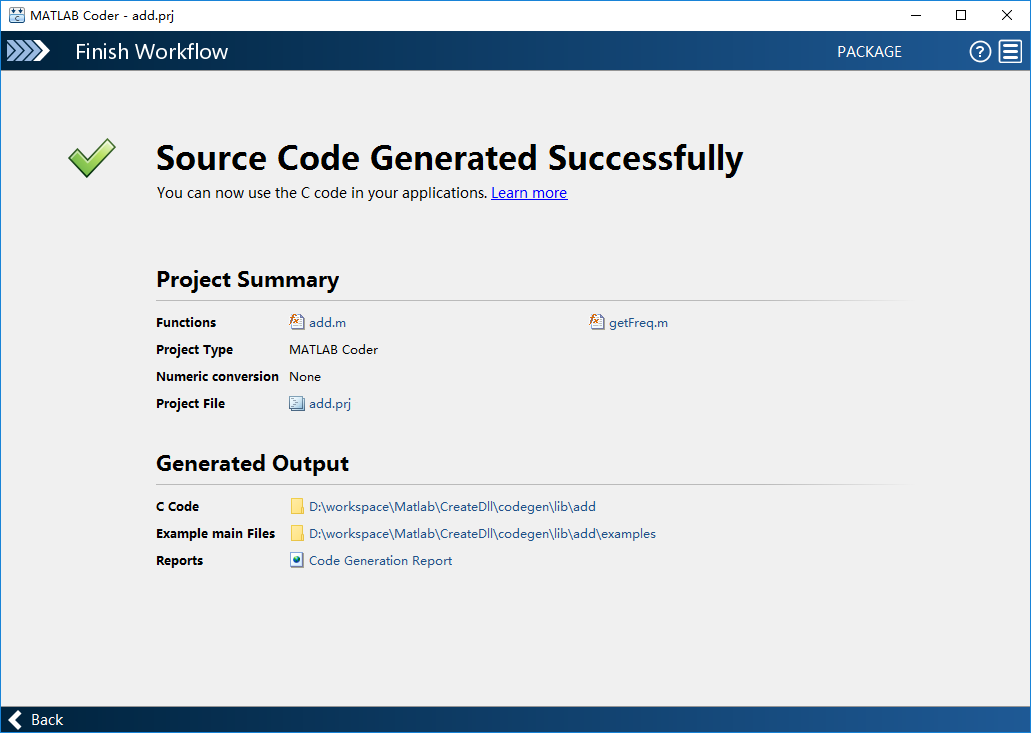 MATLAB Coder - add.prj
Finish Workflow PACKAGE ?
Source Code Generated Successfully
You can now use the C code in your applications. Learn more
Project Summary
Functions add.m getFreq.m
Project Type MATLAB Coder
Numeric conversion None
Project File add.prj
Generated Output
C Code D:\workspace\Matlab\CreateDll\codegen\lib\add
Example main Files D:\workspace\Matlab\CreateDll\codegen\lib\add\examples
Reports Code Generation Report
Back